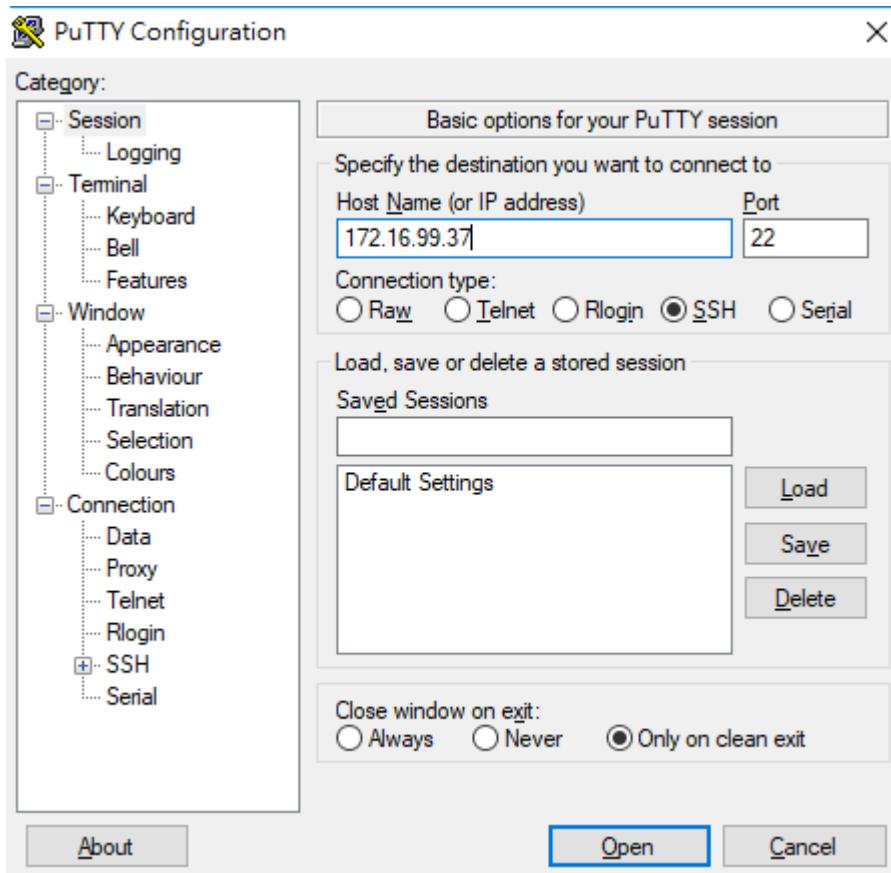 PuTTY Configuration
Category:
Session
Logging
Terminal
Keyboard
Bell
Features
Window
Appearance
Behaviour
Translation
Selection
Colours
Connection
Data
Proxy
Telnet
Rlogin
SSH
Serial
Basic options for your PuTTY session
Specify the destination you want to connect to
Host Name (or IP address) Port
172.16.99.37 22
Connection type:
Raw Telnet Rlogin SSH Serial
Load, save or delete a stored session
Saved Sessions
Default Settings
Load
Save
Delete
Close window on exit:
Always Never Only on clean exit
About Open Cancel